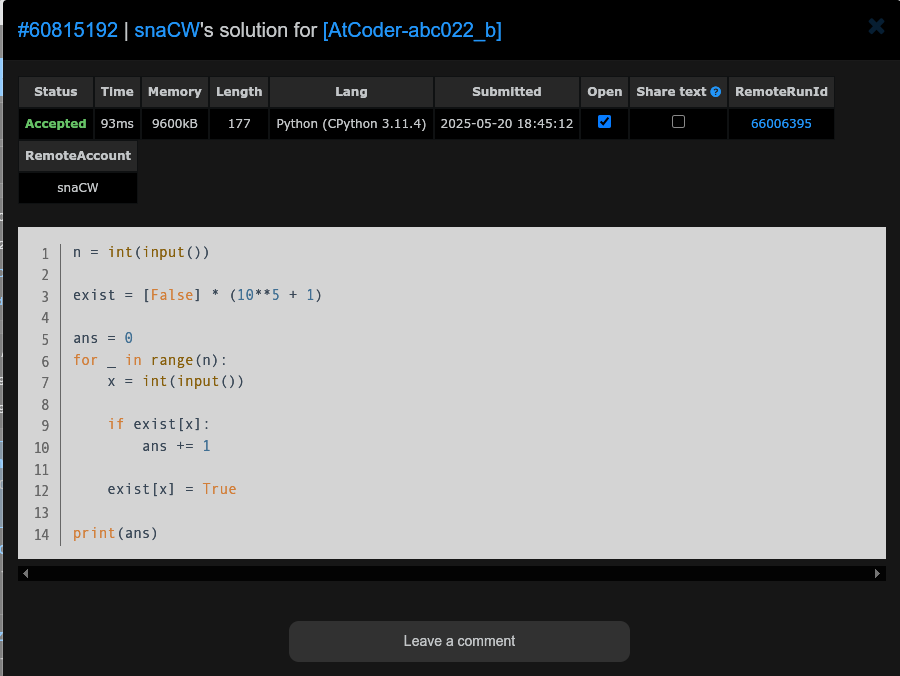 #60815192 | snaCW's solution for [AtCoder-abc022_b]
Status Time Memory Length Lang Submitted Open Share text ? RemoteRunId
Accepted 93ms 9600kB 177 Python (CPython 3.11.4) 2025-05-20 18:45:12 66006395
RemoteAccount
snaCW
1 n = int(input())
2
3 exist = [False] * (10**5 + 1)
4
5 ans = 0
6 for _ in range(n):
7     x = int(input())
8
9     if exist[x]:
10         ans += 1
11
12     exist[x] = True
13
14 print(ans)
Leave a comment